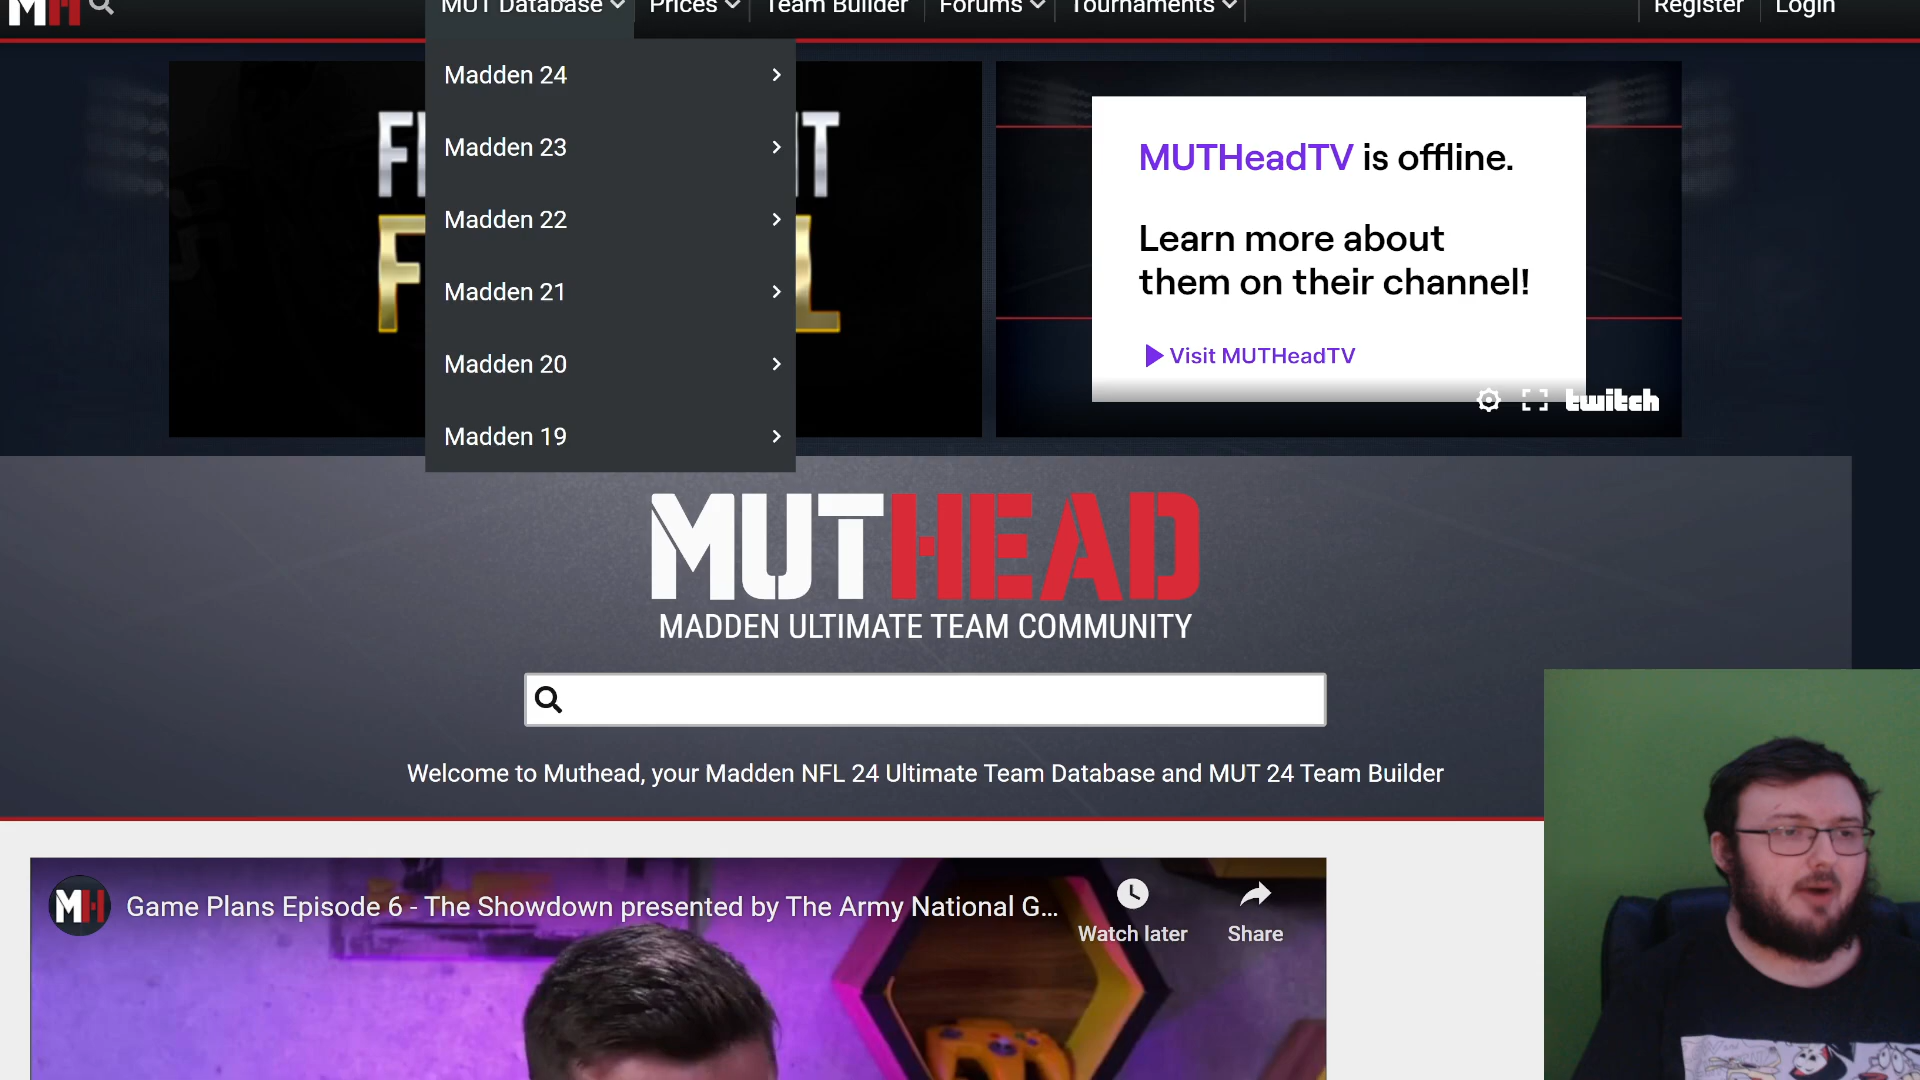 MH
MUT Database
Prices
Team Builder
Forums
Tournaments
Register
Login
Madden 24
Madden 23
Madden 22
Madden 21
Madden 20
Madden 19
MUTHeadTV is offline.
Learn more about
them on their channel!
Visit MUTHeadTV
twitch
MUTHEAD
MADDEN ULTIMATE TEAM COMMUNITY
Welcome to Muthead, your Madden NFL 24 Ultimate Team Database and MUT 24 Team Builder
MH
Game Plans Episode 6 - The Showdown presented by The Army National G...
Watch later
Share